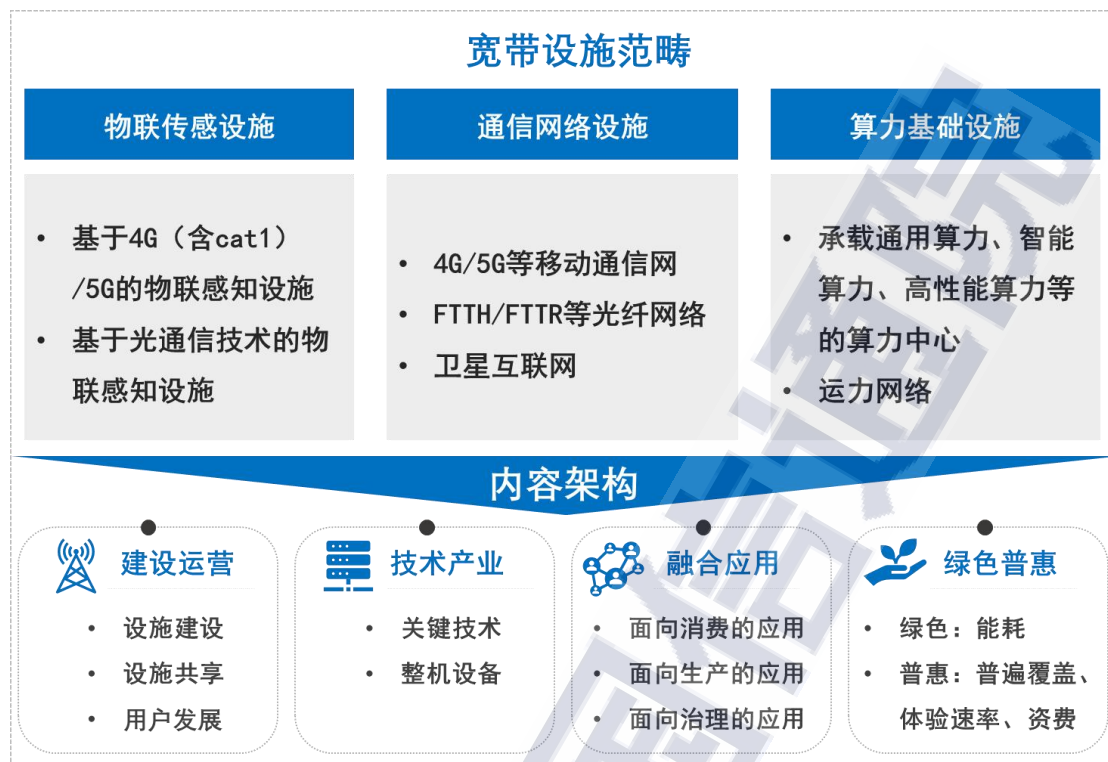 宽带设施范畴
物联传感设施
通信网络设施
算力基础设施
• 基于4G（含cat1）
/5G的物联感知设施
• 基于光通信技术的物
联感知设施
• 4G/5G等移动通信网
• FTTH/FTTR等光纤网络
• 卫星互联网
• 承载通用算力、智能
算力、高性能算力等
的算力中心
• 运力网络
内容架构
建设运营
• 设施建设
• 设施共享
• 用户发展
技术产业
• 关键技术
• 整机设备
融合应用
• 面向消费的应用
• 面向生产的应用
• 面向治理的应用
绿色普惠
• 绿色：能耗
• 普惠：普遍覆盖、
体验速率、资费
信通院